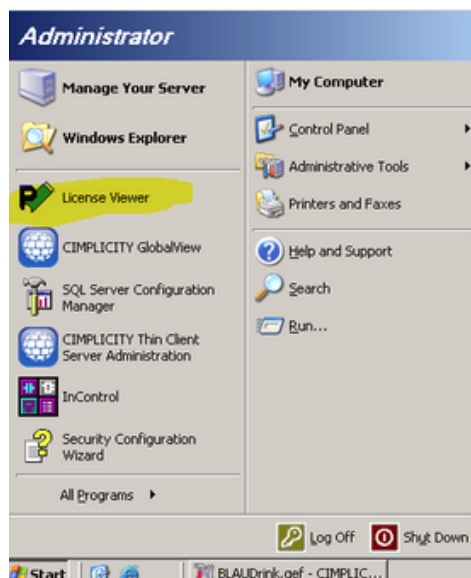 Administrator
Manage Your Server
Windows Explorer
License Viewer
CIMPLICITY GlobalView
SQL Server Configuration
Manager
CIMPLICITY Thin Client
Server Administration
InControl
Security Configuration
Wizard
All Programs
My Computer
Control Panel
Administrative Tools
Printers and Faxes
Help and Support
Search
Run...
Log Off
Shut Down
Start
BLAUDrink.gef - CIMPLIC...